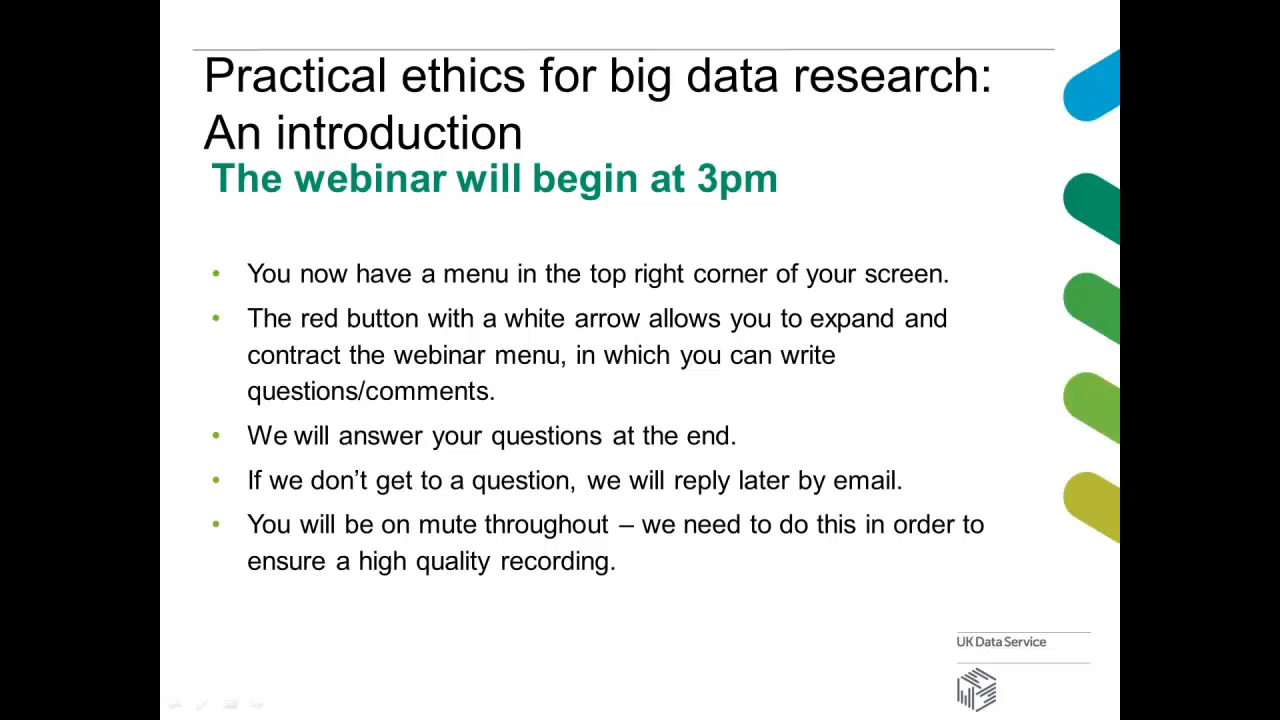 Practical ethics for big data research:
An introduction
The webinar will begin at 3pm
• You now have a menu in the top right corner of your screen.
• The red button with a white arrow allows you to expand and
contract the webinar menu, in which you can write
questions/comments.
• We will answer your questions at the end.
• If we don’t get to a question, we will reply later by email.
• You will be on mute throughout – we need to do this in order to
ensure a high quality recording.
UK Data Service